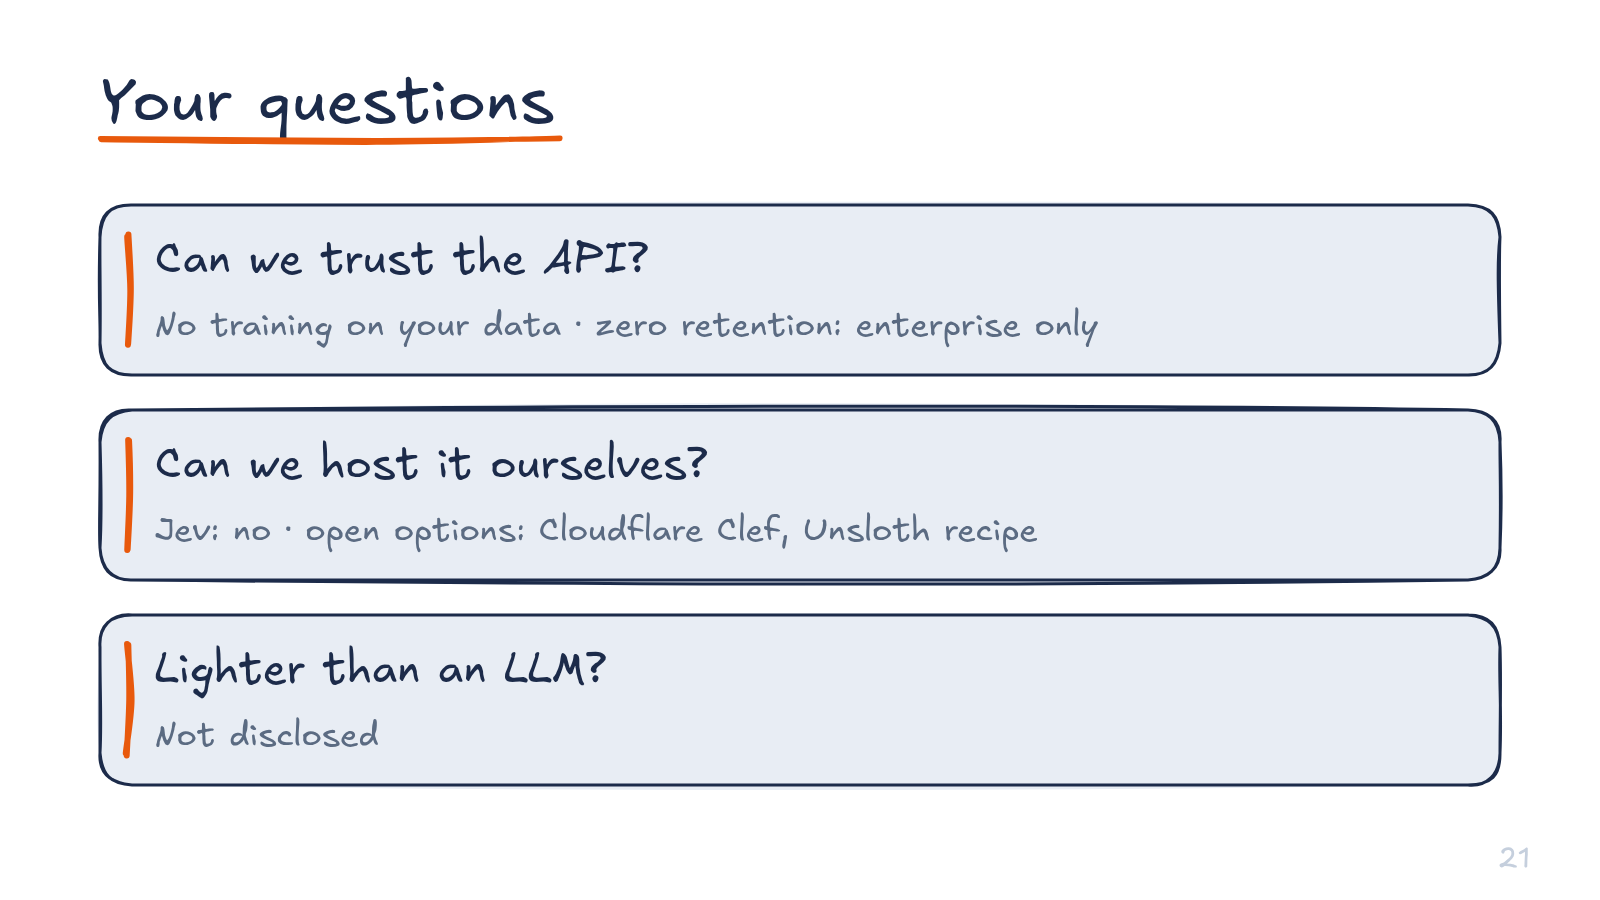 Your questions
Can we trust the API?
No training on your data · zero retention: enterprise only
Can we host it ourselves?
Jev: no · open options: Cloudflare Clef, Unsloth recipe
Lighter than an LLM?
Not disclosed
21